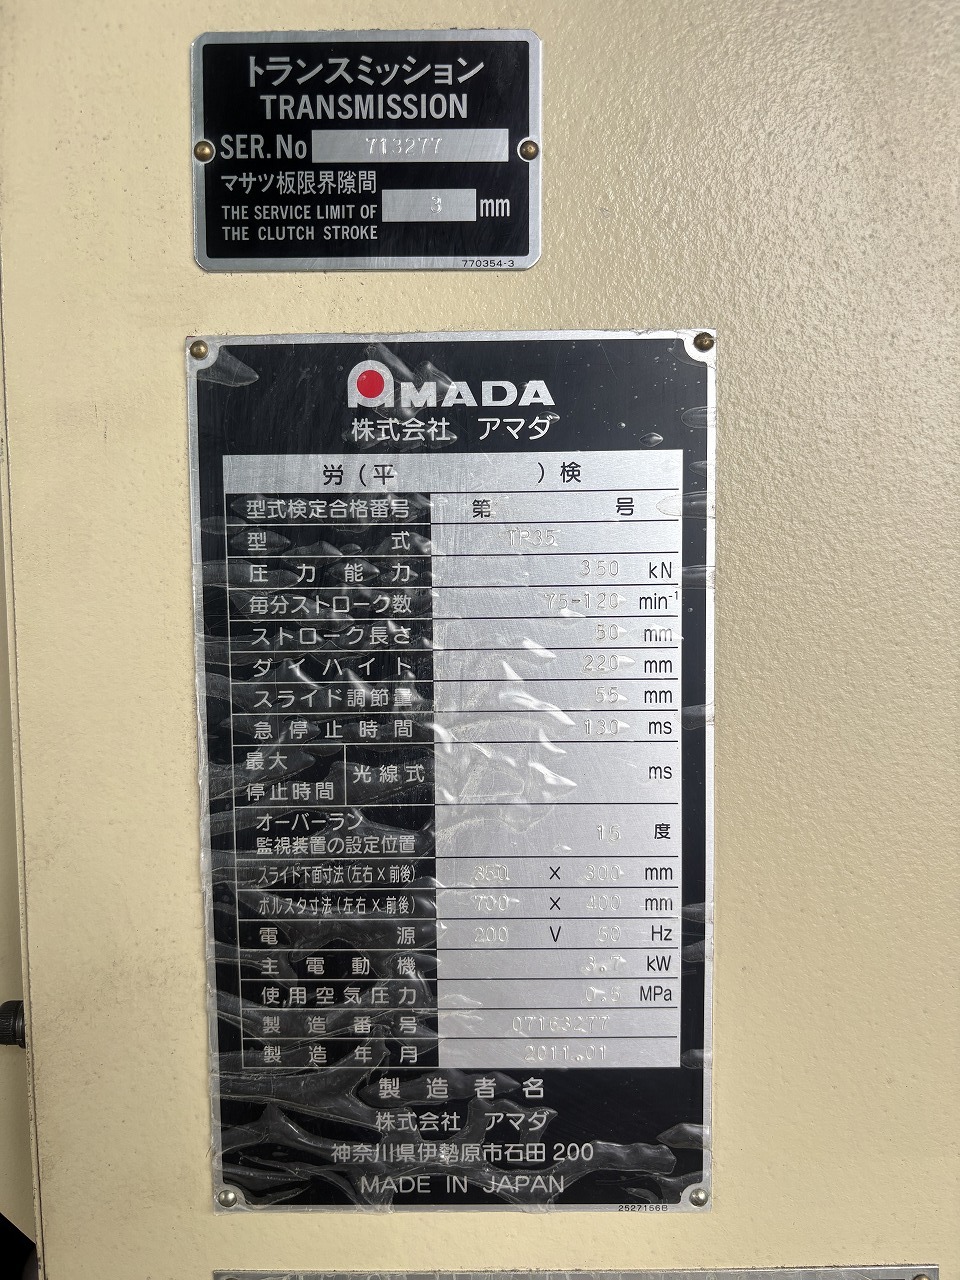 トランスミッション
TRANSMISSION
SER.No 713277
マサツ板限界隙間
THE SERVICE LIMIT OF
THE CLUTCH STROKE 3 mm
770354-3
AMADA
株式会社 アマダ
労(平 )検
型式検定合格番号 第 号
型式 TP35
圧力能力 350 kN
毎分ストローク数 75-120 min-1
ストローク長さ 50 mm
ダイハイト 220 mm
スライド調節量 55 mm
急停止時間 130 ms
最大停止時間 光線式 ms
オーバーラン
監視装置の設定位置 15 度
スライド下面寸法(左右×前後) 350 × 300 mm
ボルスタ寸法(左右×前後) 700 × 400 mm
電源 200 V 50 Hz
主電動機 3.7 kW
使用空気圧力 0.5 MPa
製造番号 07163277
製造年月 2011.01
製造者名
株式会社 アマダ
神奈川県伊勢原市石田 200
MADE IN JAPAN
2527156B